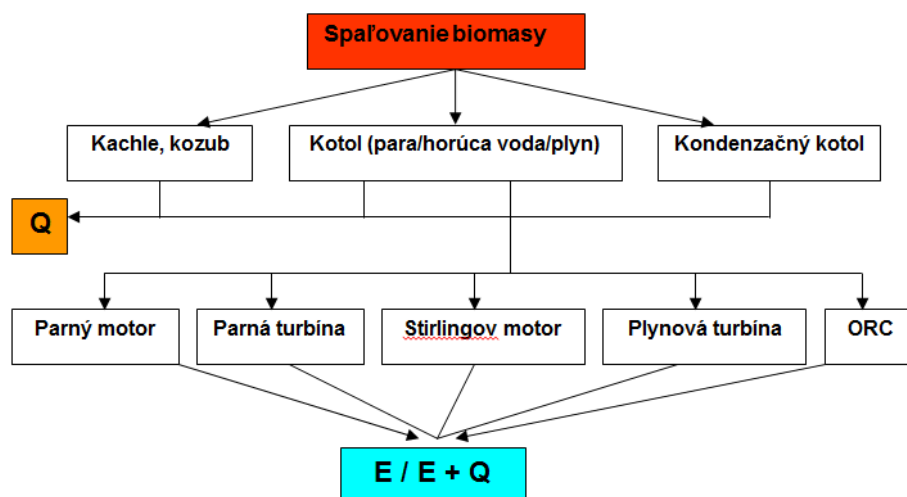 Spaľovanie biomasy
Kachle, kozub
Kotol (para/horúca voda/plyn)
Kondenzačný kotol
Q
Parný motor
Parná turbína
Stirlingov motor
Plynová turbína
ORC
E / E + Q